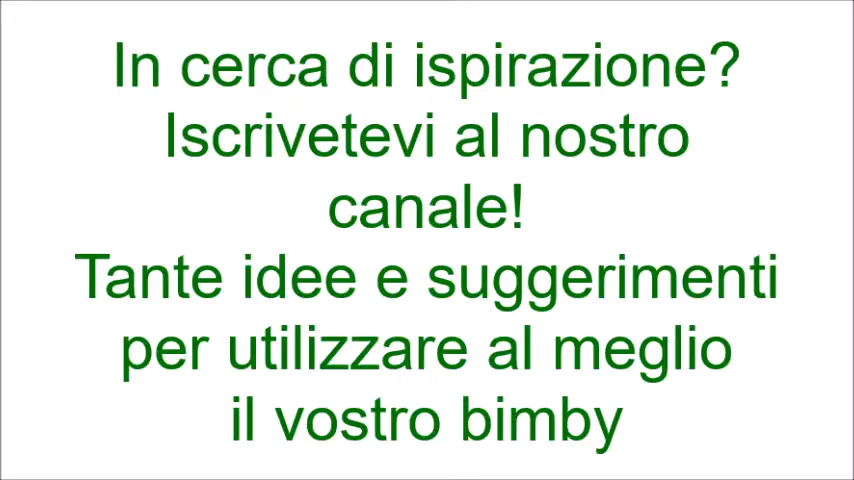 In cerca di ispirazione?
Iscrivetevi al nostro
canale!
Tante idee e suggerimenti
per utilizzare al meglio
il vostro bimby